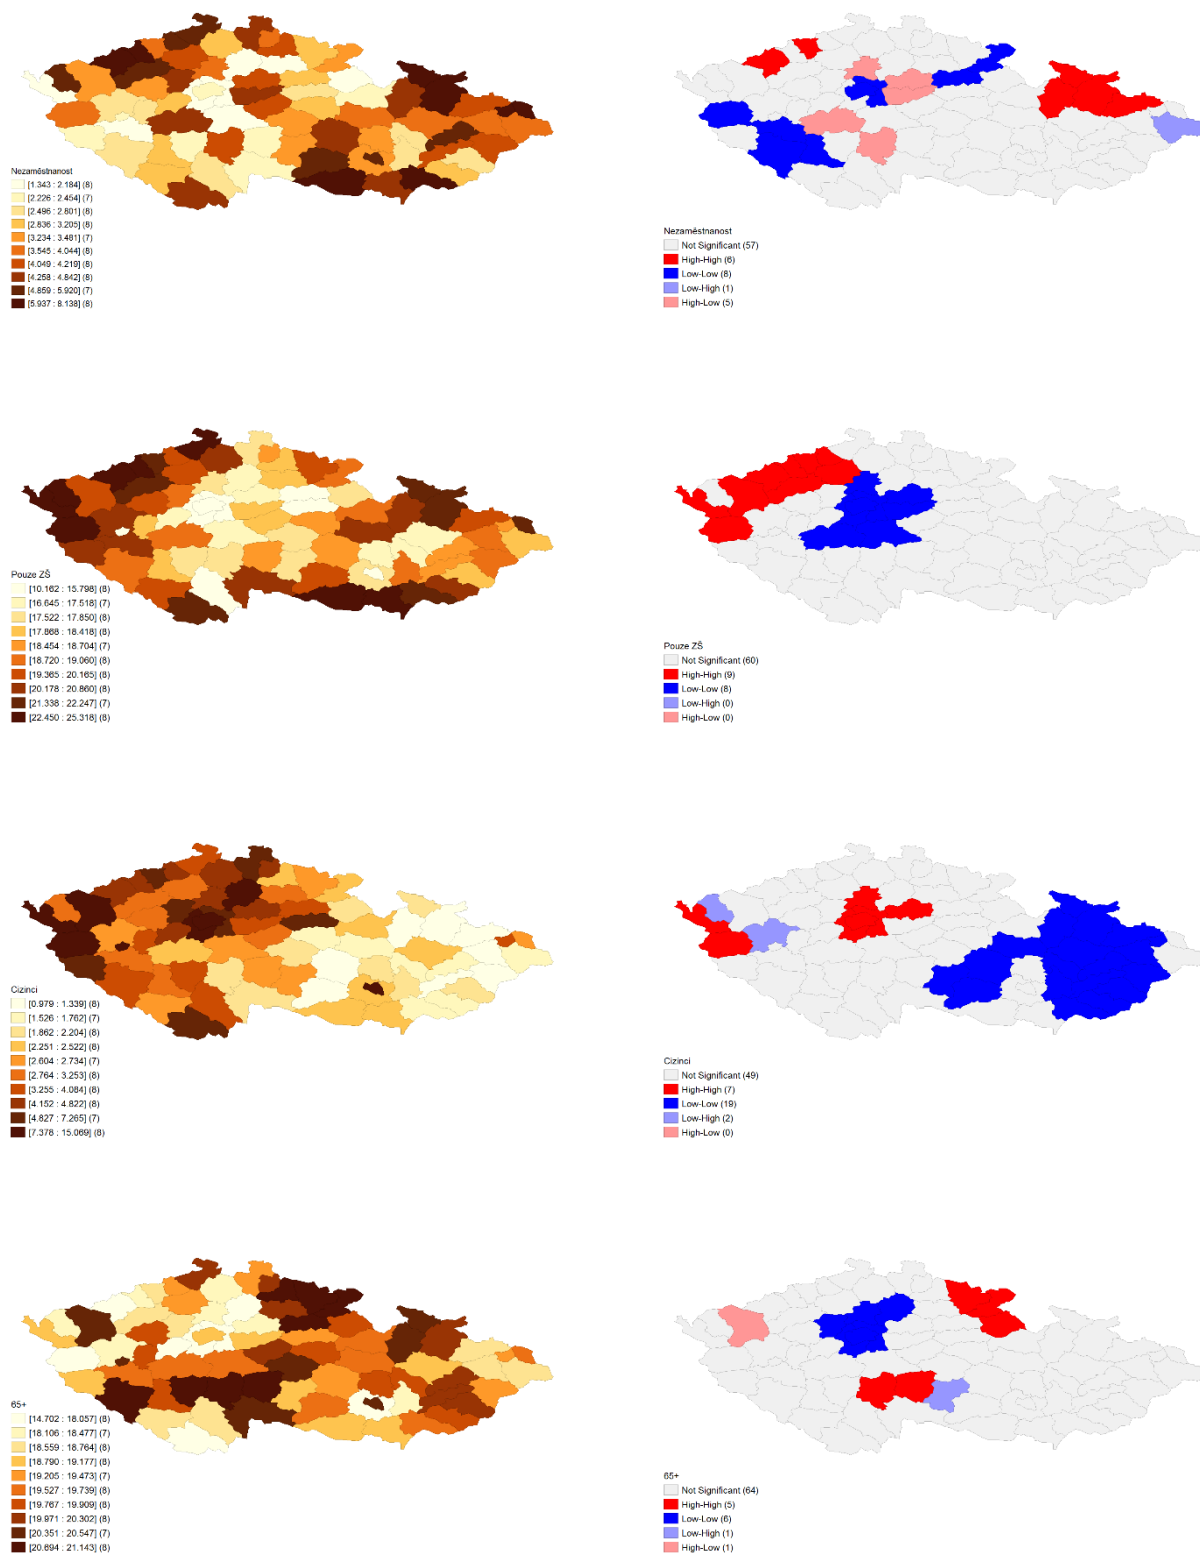 Nezaměstnanost
[1.343 : 2.184] (8)
[2.226 : 2.454] (7)
[2.496 : 2.801] (8)
[2.836 : 3.205] (8)
[3.234 : 3.481] (7)
[3.545 : 4.044] (8)
[4.049 : 4.219] (8)
[4.258 : 4.842] (8)
[4.859 : 5.920] (7)
[5.937 : 8.138] (8)
Nezaměstnanost
Not Significant (57)
High-High (6)
Low-Low (8)
Low-High (1)
High-Low (5)
Pouze ZŠ
[10.162 : 15.798] (8)
[16.645 : 17.518] (7)
[17.522 : 17.850] (8)
[17.868 : 18.418] (8)
[18.454 : 18.704] (7)
[18.720 : 19.060] (8)
[19.365 : 20.165] (8)
[20.178 : 20.860] (8)
[21.338 : 22.247] (7)
[22.450 : 25.318] (8)
Pouze ZŠ
Not Significant (60)
High-High (9)
Low-Low (8)
Low-High (0)
High-Low (0)
Cizinci
[0.979 : 1.339] (8)
[1.526 : 1.762] (7)
[1.862 : 2.204] (8)
[2.251 : 2.522] (8)
[2.604 : 2.734] (7)
[2.764 : 3.253] (8)
[3.255 : 4.084] (8)
[4.152 : 4.822] (8)
[4.827 : 7.265] (7)
[7.378 : 15.069] (8)
Cizinci
Not Significant (49)
High-High (7)
Low-Low (19)
Low-High (2)
High-Low (0)
65+
[14.702 : 18.057] (8)
[18.106 : 18.477] (7)
[18.559 : 18.764] (8)
[18.790 : 19.177] (8)
[19.205 : 19.473] (7)
[19.527 : 19.739] (8)
[19.767 : 19.909] (8)
[19.971 : 20.302] (8)
[20.351 : 20.547] (7)
[20.694 : 21.143] (8)
65+
Not Significant (64)
High-High (5)
Low-Low (6)
Low-High (1)
High-Low (1)